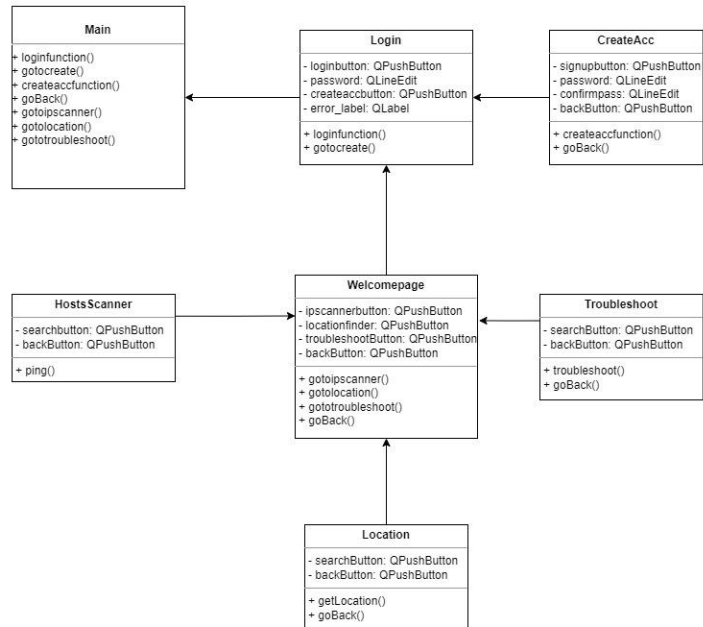 Main
+ loginfunction()
+ gotocreate()
+ createaccfunction()
+ goBack()
+ gotoipscanner()
+ gotolocation()
+ gototroubleshoot()
Login
- loginbutton: QPushButton
- password: QLineEdit
- createaccbutton: QPushButton
- error_label: QLabel
+ loginfunction()
+ gotocreate()
CreateAcc
- signupbutton: QPushButton
- password: QLineEdit
- confirmpass: QLineEdit
- backButton: QPushButton
+ createaccfunction()
+ goBack()
HostsScanner
- searchbutton: QPushButton
- backButton: QPushButton
+ ping()
Welcomepage
- ipscannerbutton: QPushButton
- locationfinder: QPushButton
- troubleshootButton: QPushButton
- backButton: QPushButton
+ gotoipscanner()
+ gotolocation()
+ gototroubleshoot()
+ goBack()
Troubleshoot
- searchButton: QPushButton
- backButton: QPushButton
+ troubleshoot()
+ goBack()
Location
- searchButton: QPushButton
- backButton: QPushButton
+ getLocation()
+ goBack()